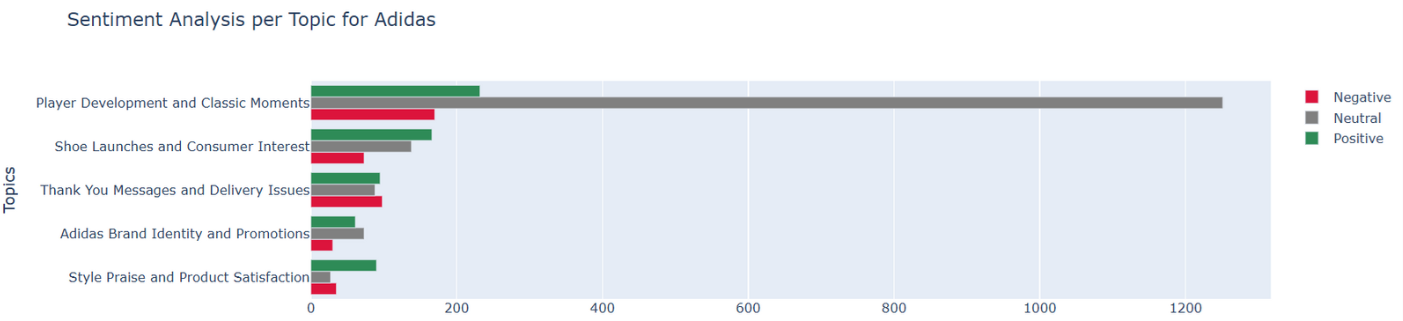 Sentiment Analysis per Topic for Adidas
Player Development and Classic Moments
Shoe Launches and Consumer Interest
Thank You Messages and Delivery Issues
Adidas Brand Identity and Promotions
Style Praise and Product Satisfaction
Topics
0 200 400 600 800 1000 1200
Negative
Neutral
Positive